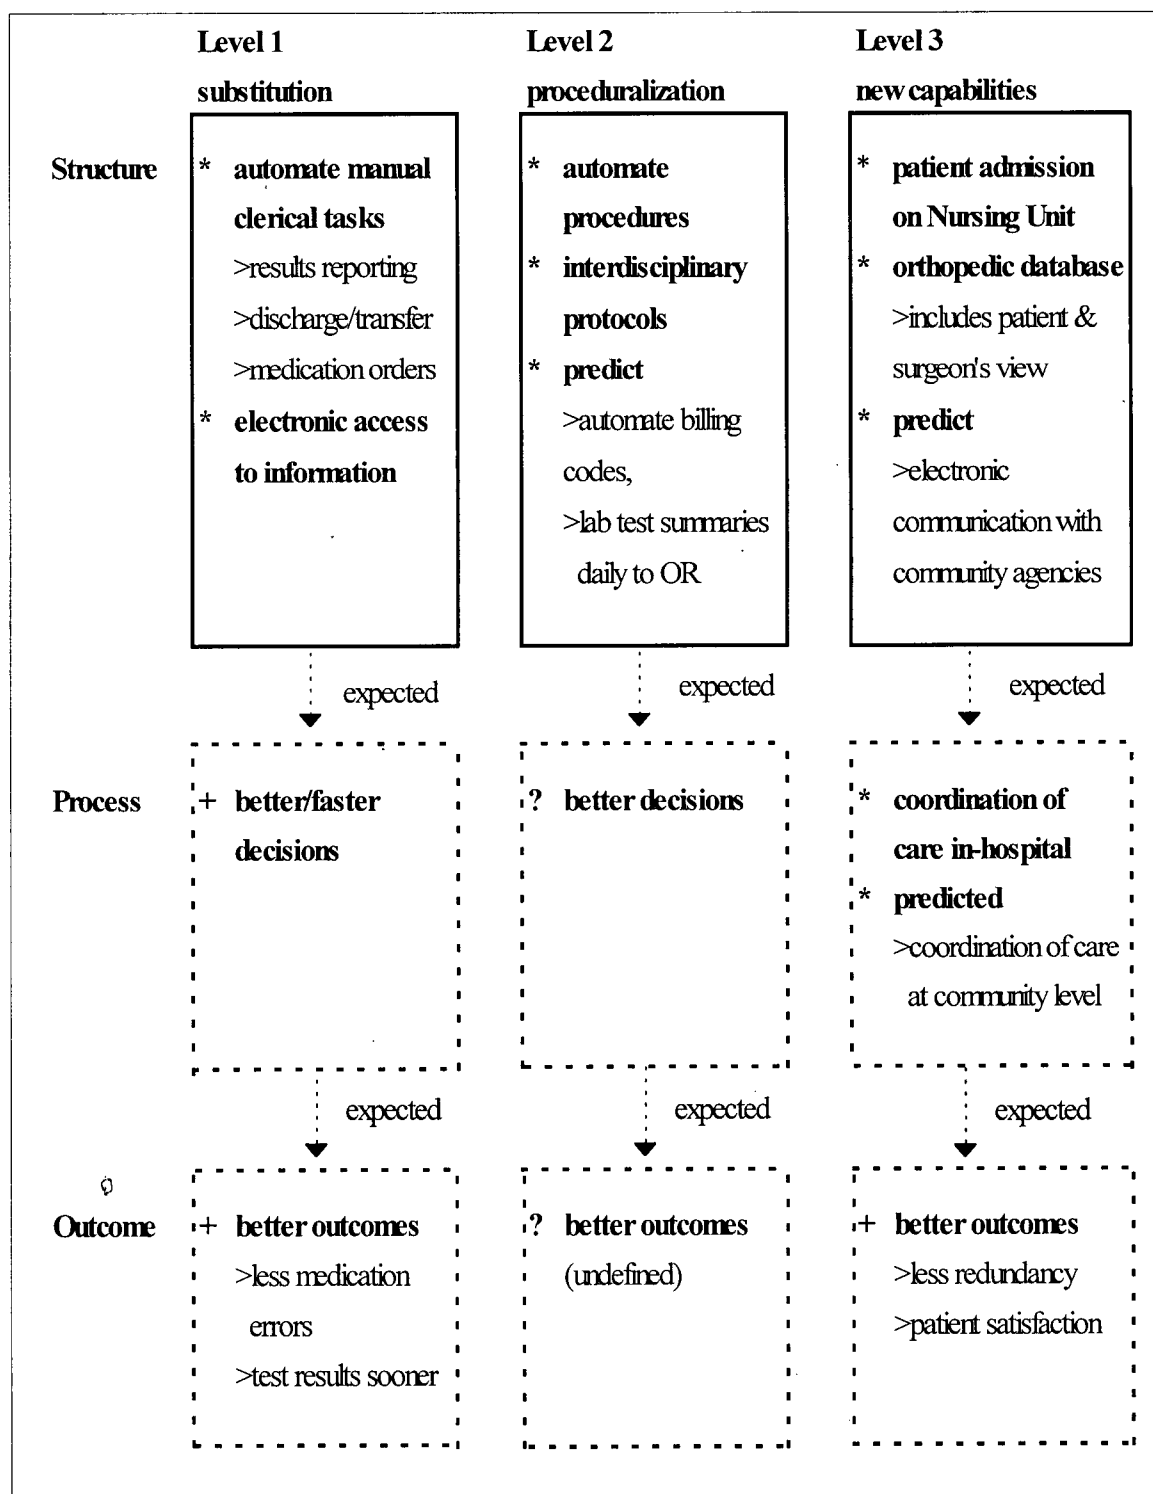 Level 1
substitution
Level 2
proceduralization
Level 3
new capabilities
Structure
* automate manual
clerical tasks
>results reporting
>discharge/transfer
>medication orders
* electronic access
to information
* automate
procedures
* interdisciplinary
protocols
* predict
>automate billing
codes,
>lab test summaries
daily to OR
* patient admission
on Nursing Unit
* orthopedic database
>includes patient &
surgeon's view
* predict
>electronic
communication with
community agencies
expected
expected
expected
Process
+ better/faster
decisions
? better decisions
* coordination of
care in-hospital
* predicted
>coordination of care
at community level
expected
expected
expected
Outcome
+ better outcomes
>less medication
errors
>test results sooner
? better outcomes
(undefined)
+ better outcomes
>less redundancy
>patient satisfaction